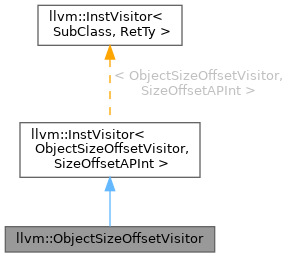 llvm::InstVisitor<
SubClass, RetTy >
< ObjectSizeOffsetVisitor,
SizeOffsetAPInt >
llvm::InstVisitor<
ObjectSizeOffsetVisitor,
SizeOffsetAPInt >
llvm::ObjectSizeOffsetVisitor